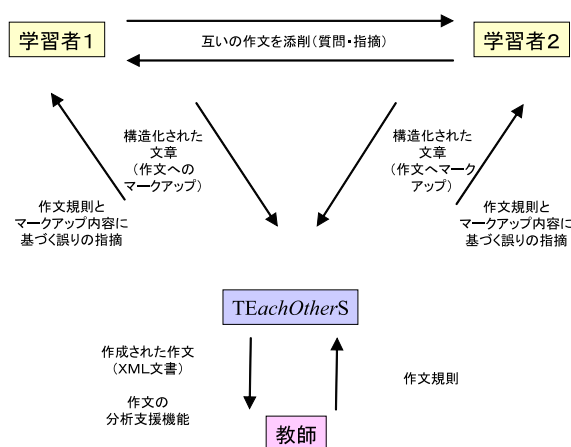 学習者1
互いの作文を添削(質問・指摘)
学習者2
構造化された
文章
(作文への
マークアップ)
構造化された
文章
(作文へマーク
アップ)
作文規則と
マークアップ内容に
基づく誤りの指摘
作文規則と
マークアップ内容に
基づく誤りの指摘
TEachOtherS
作成された作文
(XML文書)
作文の
分析支援機能
作文規則
教師